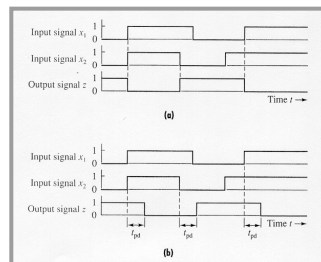 Input signal x1 1
0
Input signal x2 1
0
Output signal z 1
0
Time t →
(a)
Input signal x1 1
0
Input signal x2 1
0
Output signal z 1
0
Time t →
tpd tpd tpd
(b)